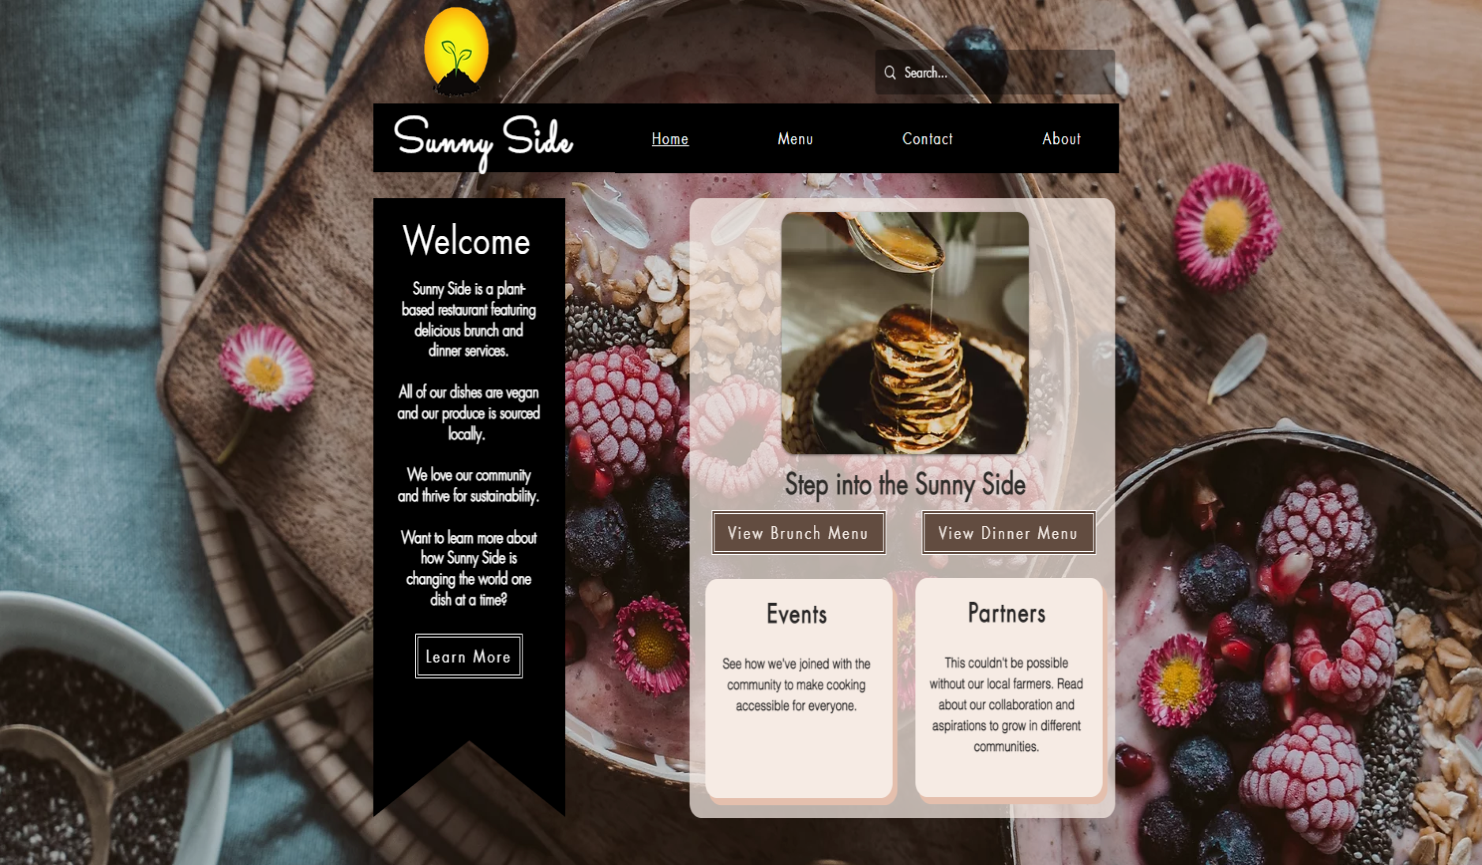 Search...
Sunny Side
Home
Menu
Contact
About
Welcome
Sunny Side is a plant-
based restaurant featuring
delicious brunch and
dinner services.
All of our dishes are vegan
and our produce is sourced
locally.
We love our community
and thrive for sustainability.
Want to learn more about
how Sunny Side is
changing the world one
dish at a time?
Learn More
Step into the Sunny Side
View Brunch Menu
View Dinner Menu
Events
See how we've joined with the
community to make cooking
accessible for everyone.
Partners
This couldn't be possible
without our local farmers. Read
about our collaboration and
aspirations to grow in different
communities.